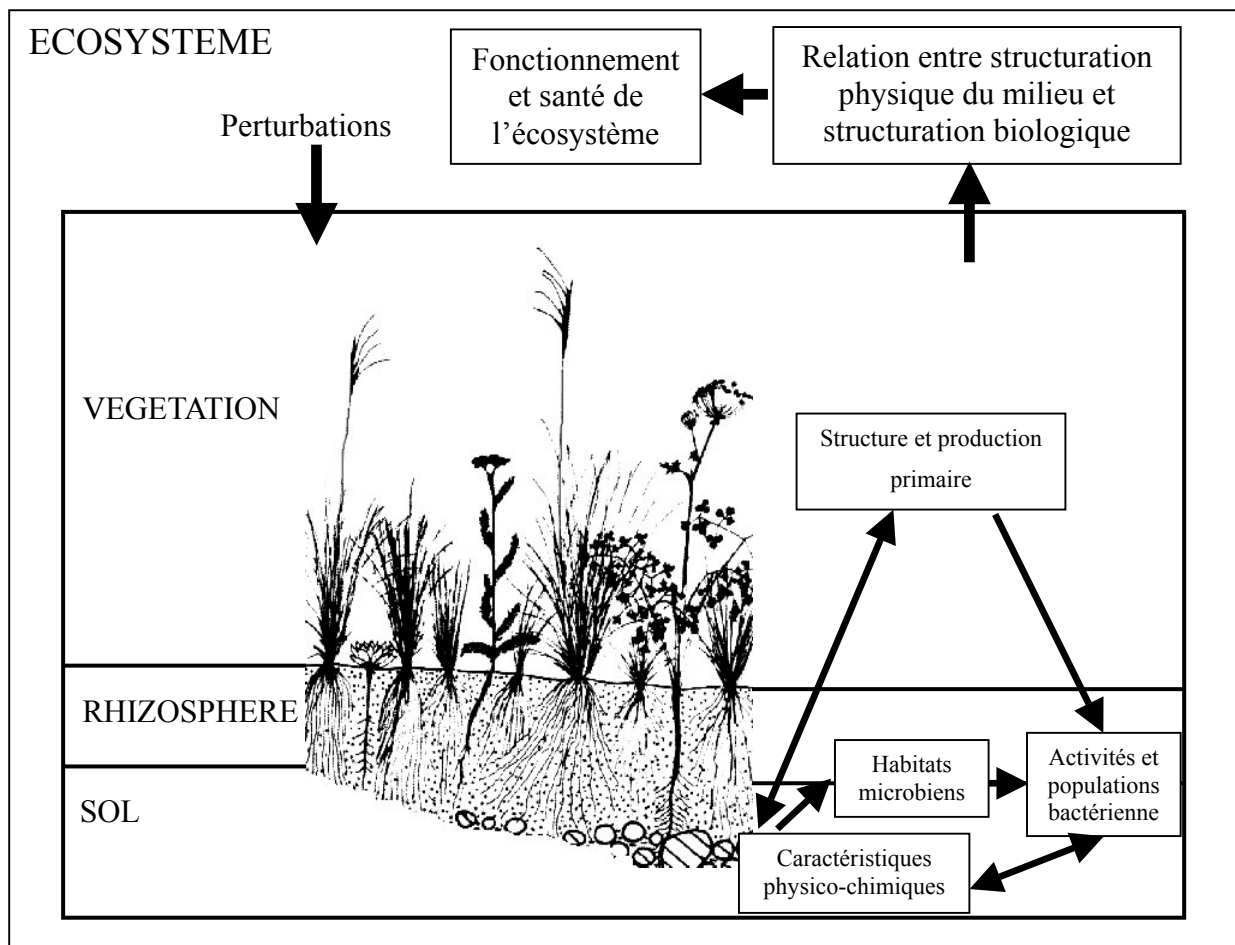 ECOSYSTEME
Perturbations
Fonctionnement
et santé de
l’écosystème
Relation entre structuration
physique du milieu et
structuration biologique
VEGETATION
Structure et production
primaire
RHIZOSPHERE
SOL
Habitats
microbiens
Activités et
populations
bactérienne
Caractéristiques
physico-chimiques